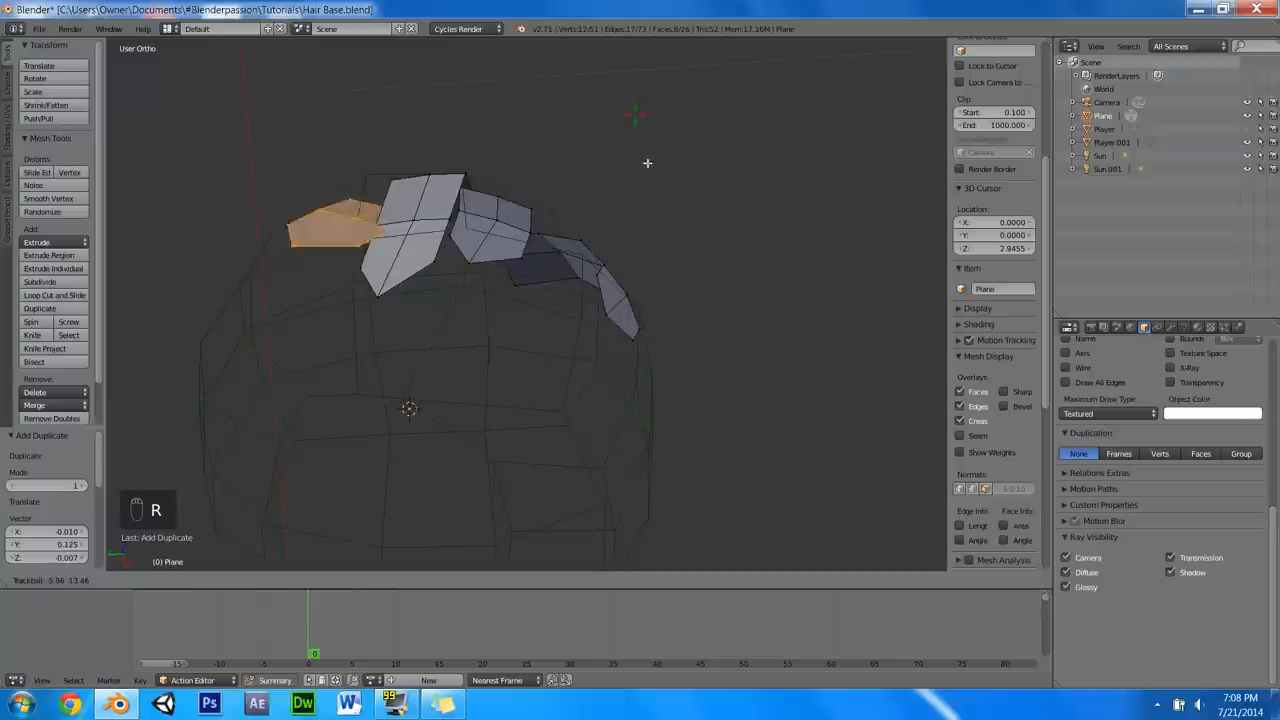 Blender* [C:\Users\Owner\Documents\#Blenderpassion\Tutorials\Hair Base.blend]
File Render Window Help Default Scene Cycles Render v2.71 | Verts:12/51 | Edges:17/73 | Faces:6/26 | Tris:52 | Mem:17.16M | Plane
View Search All Scenes
Transform
Translate
Rotate
Scale
Shrink/Fatten
Push/Pull
Mesh Tools
Deform:
Slide Ed Vertex
Noise
Smooth Vertex
Randomize
Add:
Extrude
Extrude Region
Extrude Individual
Subdivide
Loop Cut and Slide
Duplicate
Spin Screw
Knife Select
Knife Project
Bisect
Remove:
Delete
Merge
Remove Doubles
Add Duplicate
Duplicate
Mode
1
Translate
Vector
X: -0.010
Y: 0.125
Z: -0.007
Tools
Create
Shading/UVs
Options
Grease Pencil
User Ortho
R
Last: Add Duplicate
(0) Plane
Trackball: -5.96 -13.46
Lock to Cursor
Lock Camera to ...
Clip:
Start: 0.100
End: 1000.000
Camera
Render Border
3D Cursor
Location:
X: 0.0000
Y: 0.0000
Z: 2.9455
Item
Plane
Display
Shading
Motion Tracking
Mesh Display
Overlays:
Faces Sharp
Edges Bevel
Creas
Seam
Show Weights
Normals:
Edge Info: Face Info:
Lengt Area
Angle Angle
Mesh Analysis
Scene
RenderLayers
World
Camera
Plane
Player
Player.001
Sun
Sun.001
Name Bounds Box
Axes Texture Space
Wire X-Ray
Draw All Edges Transparency
Maximum Draw Type: Object Color:
Textured
Duplication
None Frames Verts Faces Group
Relations Extras
Motion Paths
Custom Properties
Motion Blur
Ray Visibility
Camera Transmission
Diffuse Shadow
Glossy
-15 -10 -5 0 5 10 15 20 25 30 35 40 45 50 55 60 65 70 75 80
0
View Select Marker Key Action Editor Summary New Nearest Frame
Ps Ae Dw W 99
7:08 PM
7/21/2014